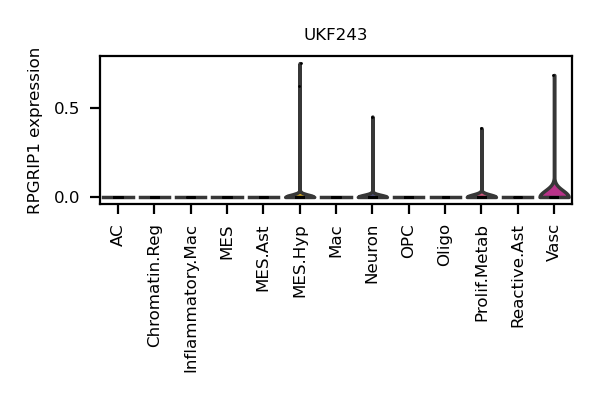 UKF243
RPGRIP1 expression
0.5
0.0
AC
Chromatin.Reg
Inflammatory.Mac
MES
MES.Ast
MES.Hyp
Mac
Neuron
OPC
Oligo
Prolif.Metab
Reactive.Ast
Vasc